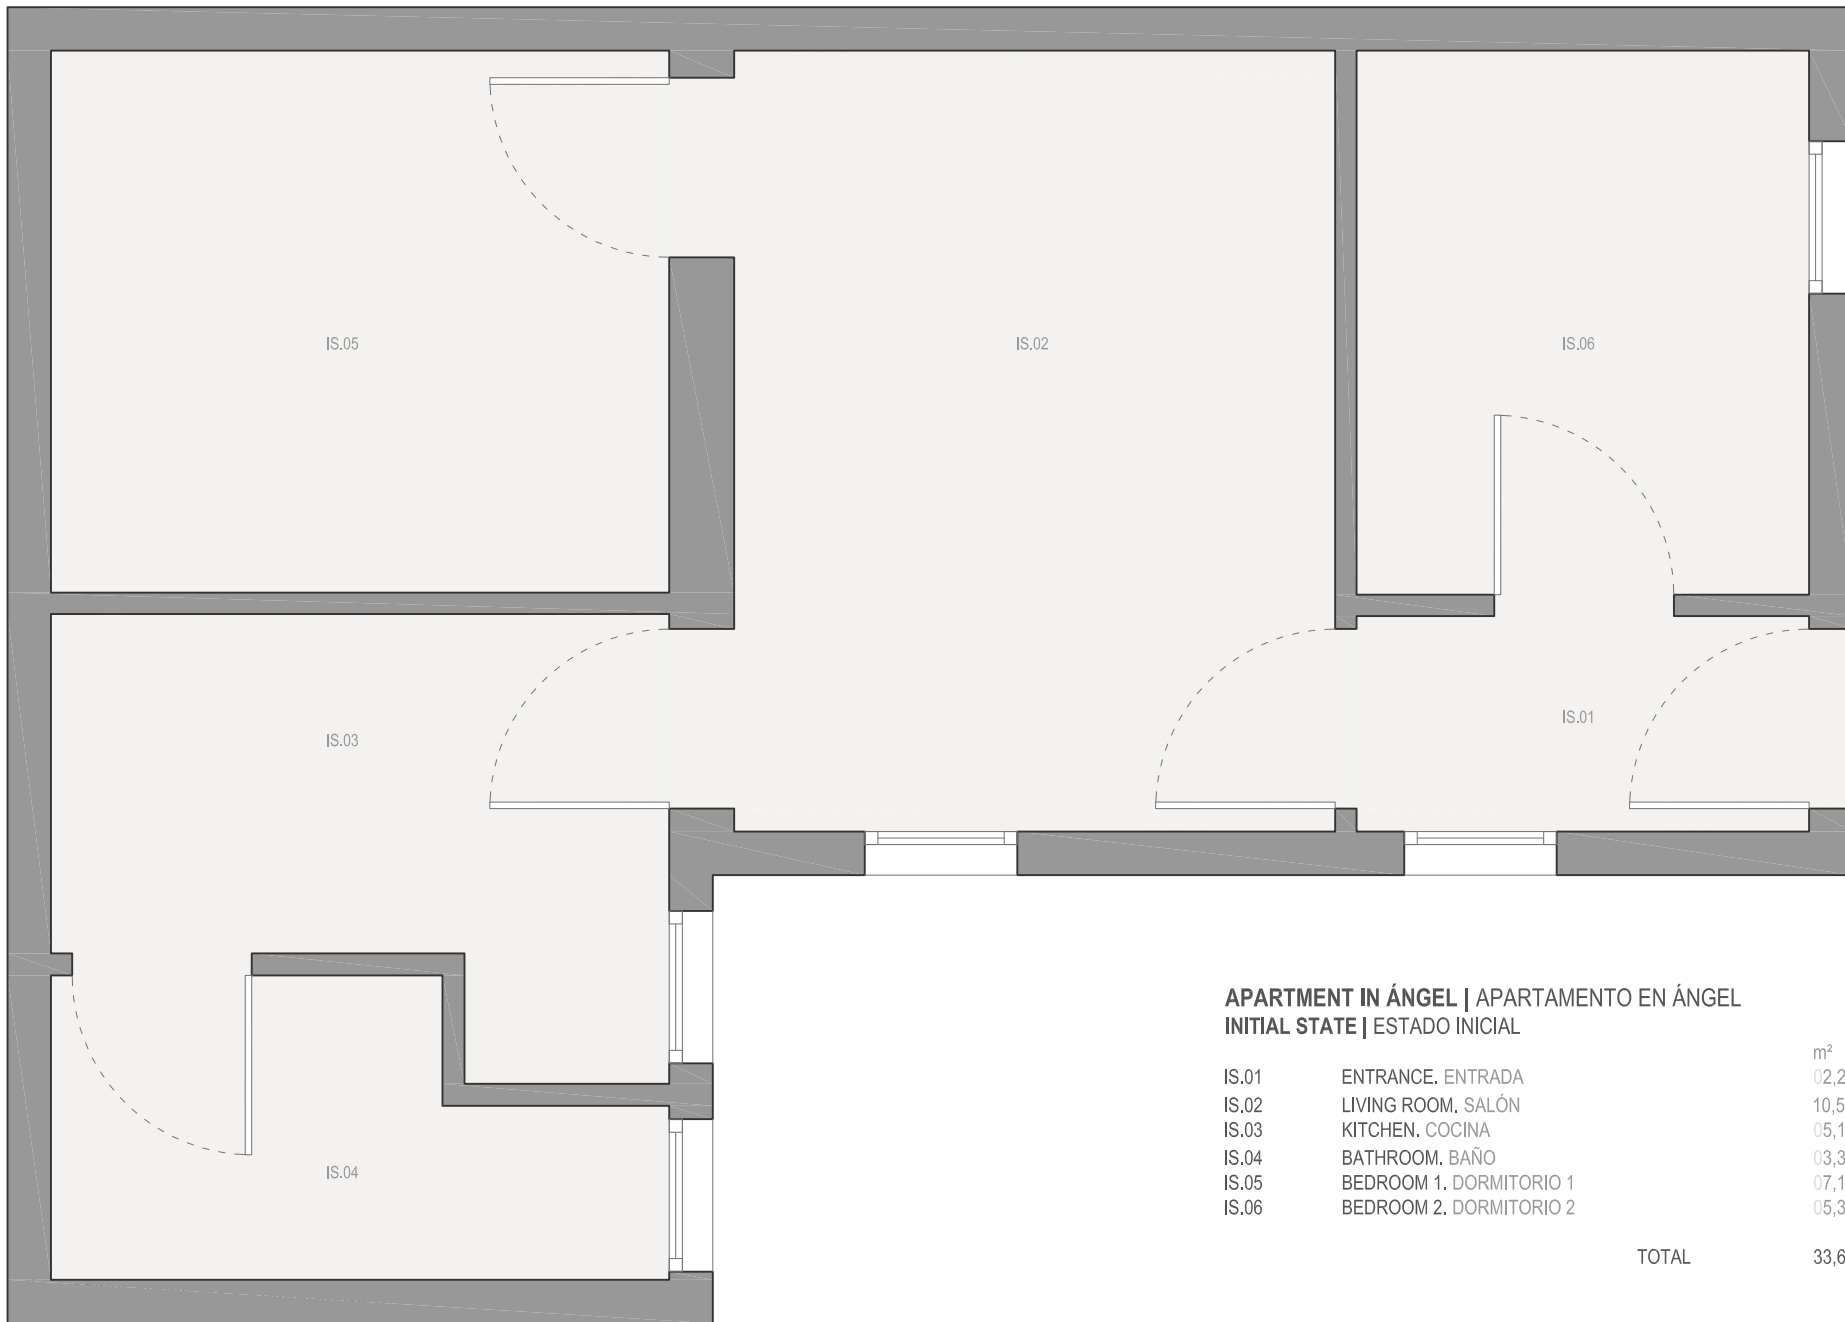 IS.05
IS.02
IS.06
IS.03
IS.01
IS.04
APARTMENT IN ÁNGEL | APARTAMENTO EN ÁNGEL
INITIAL STATE | ESTADO INICIAL
m²
IS.01 ENTRANCE. ENTRADA 02,2
IS.02 LIVING ROOM. SALÓN 10,5
IS.03 KITCHEN. COCINA 05,1
IS.04 BATHROOM. BAÑO 03,3
IS.05 BEDROOM 1. DORMITORIO 1 07,1
IS.06 BEDROOM 2. DORMITORIO 2 05,3
TOTAL 33,6